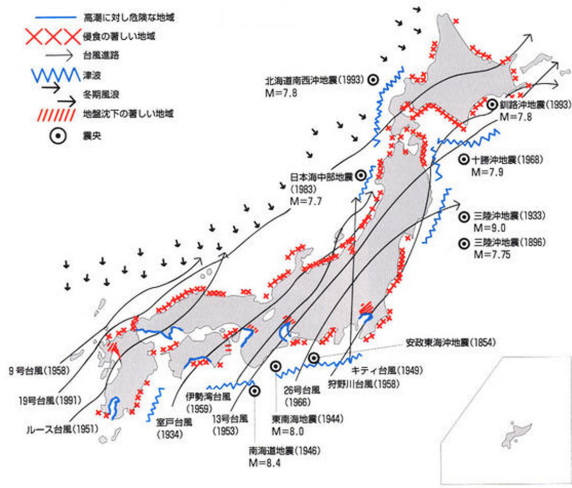 高潮に対し危険な地域
侵食の著しい地域
台風進路
津波
冬期風浪
地盤沈下の著しい地域
震央
北海道南西沖地震(1993)
M=7.8
釧路沖地震(1993)
M=7.8
十勝沖地震(1968)
M=7.9
日本海中部地震
(1983)
M=7.7
三陸沖地震(1933)
M=9.0
三陸沖地震(1896)
M=7.75
安政東海沖地震(1854)
9号台風(1958)
19号台風(1991)
ルース台風(1951)
室戸台風
(1934)
伊勢湾台風
(1959)
13号台風
(1953)
26号台風
(1966)
キティ台風(1949)
狩野川台風(1958)
東南海地震(1944)
M=8.0
南海道地震(1946)
M=8.4